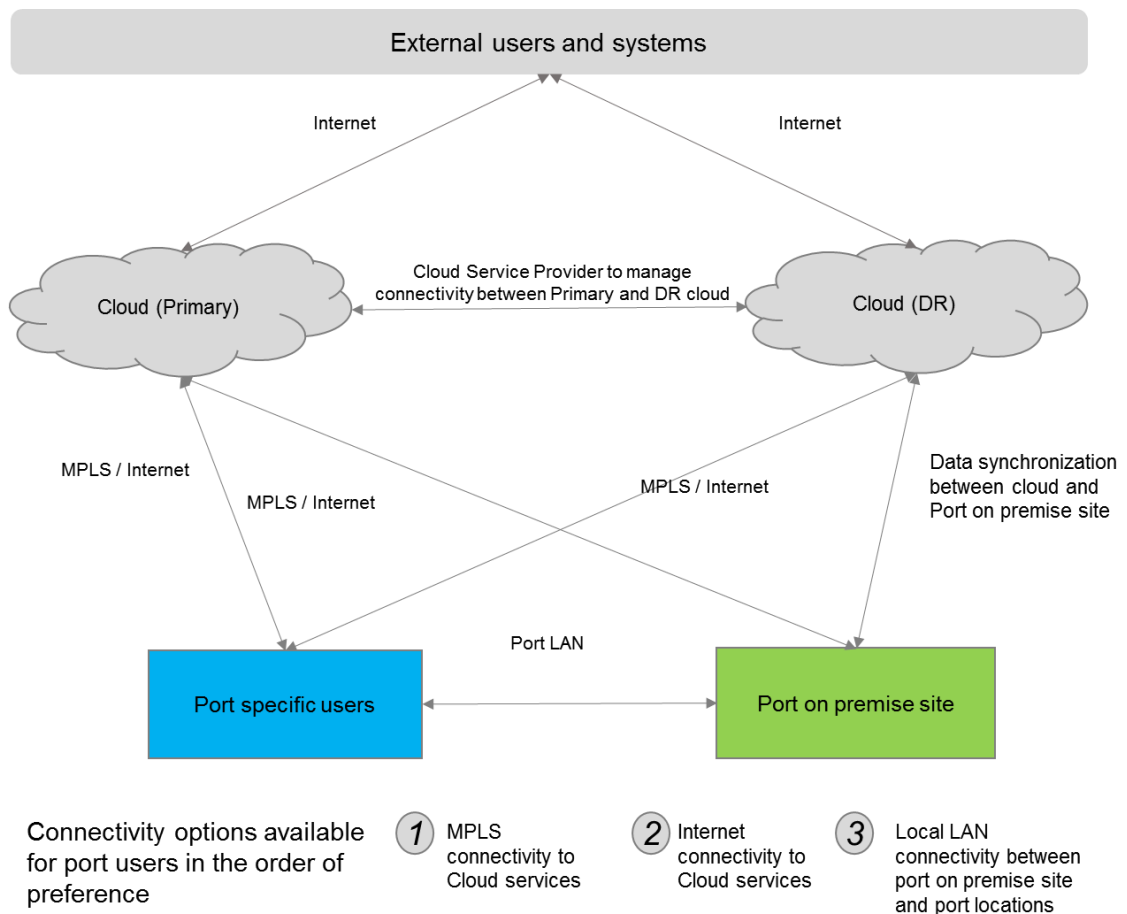 External users and systems
Internet
Internet
Cloud Service Provider to manage
connectivity between Primary and DR cloud
Cloud (Primary)
Cloud (DR)
MPLS / Internet
MPLS / Internet
MPLS / Internet
Data synchronization
between cloud and
Port on premise site
Port LAN
Port specific users
Port on premise site
Connectivity options available
for port users in the order of
preference
1
MPLS
connectivity to
Cloud services
2
Internet
connectivity to
Cloud services
3
Local LAN
connectivity between
port on premise site
and port locations